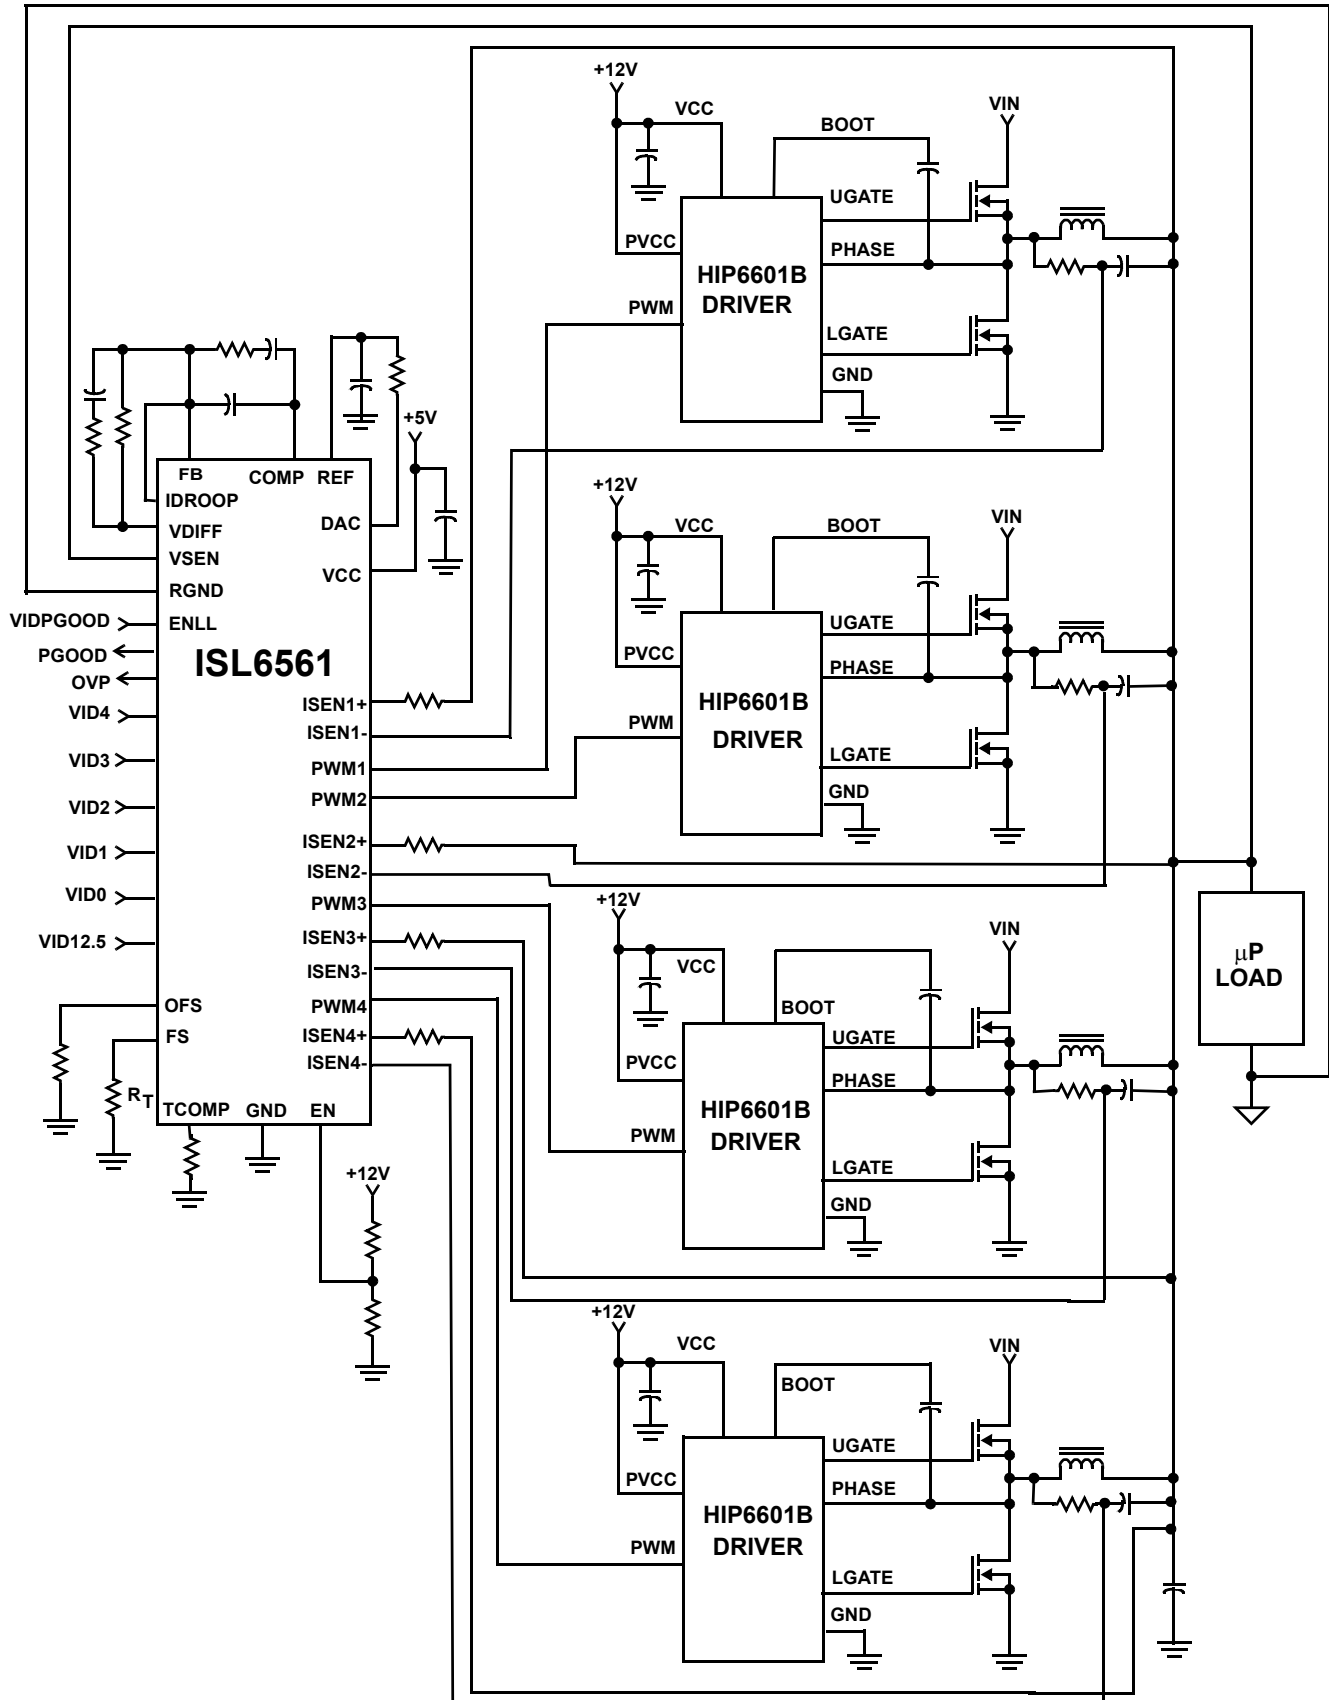 +12V
VCC
BOOT
VIN
UGATE
PVCC
PHASE
HIP6601B
DRIVER
PWM
LGATE
GND
+5V
FB
COMP
REF
IDROOP
VDIFF
DAC
VSEN
VCC
RGND
VIDPGOOD
ENLL
PGOOD
ISL6561
OVP
VID4
ISEN1+
ISEN1-
VID3
PWM1
PWM2
VID2
ISEN2+
VID1
ISEN2-
VID0
PWM3
VID12.5
ISEN3+
ISEN3-
OFS
PWM4
FS
ISEN4+
ISEN4-
RT
TCOMP
GND
EN
+12V
+12V
VCC
BOOT
VIN
UGATE
PVCC
PHASE
HIP6601B
DRIVER
PWM
LGATE
GND
μP
LOAD
+12V
VCC
BOOT
VIN
UGATE
PVCC
PHASE
HIP6601B
DRIVER
PWM
LGATE
GND
+12V
VCC
BOOT
VIN
UGATE
PVCC
PHASE
HIP6601B
DRIVER
PWM
LGATE
GND